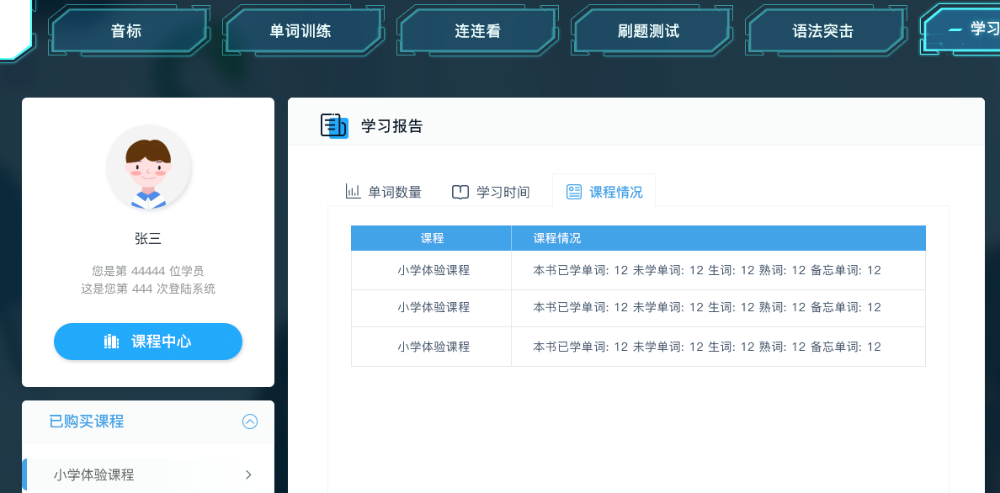 音标
单词训练
连连看
刷题测试
语法突击
学习
张三
您是第 44444 位学员
这是您第 444 次登陆系统
课程中心
已购买课程
小学体验课程
学习报告
单词数量
学习时间
课程情况
课程 课程情况
小学体验课程 本书已学单词: 12 未学单词: 12 生词: 12 熟词: 12 备忘单词: 12
小学体验课程 本书已学单词: 12 未学单词: 12 生词: 12 熟词: 12 备忘单词: 12
小学体验课程 本书已学单词: 12 未学单词: 12 生词: 12 熟词: 12 备忘单词: 12